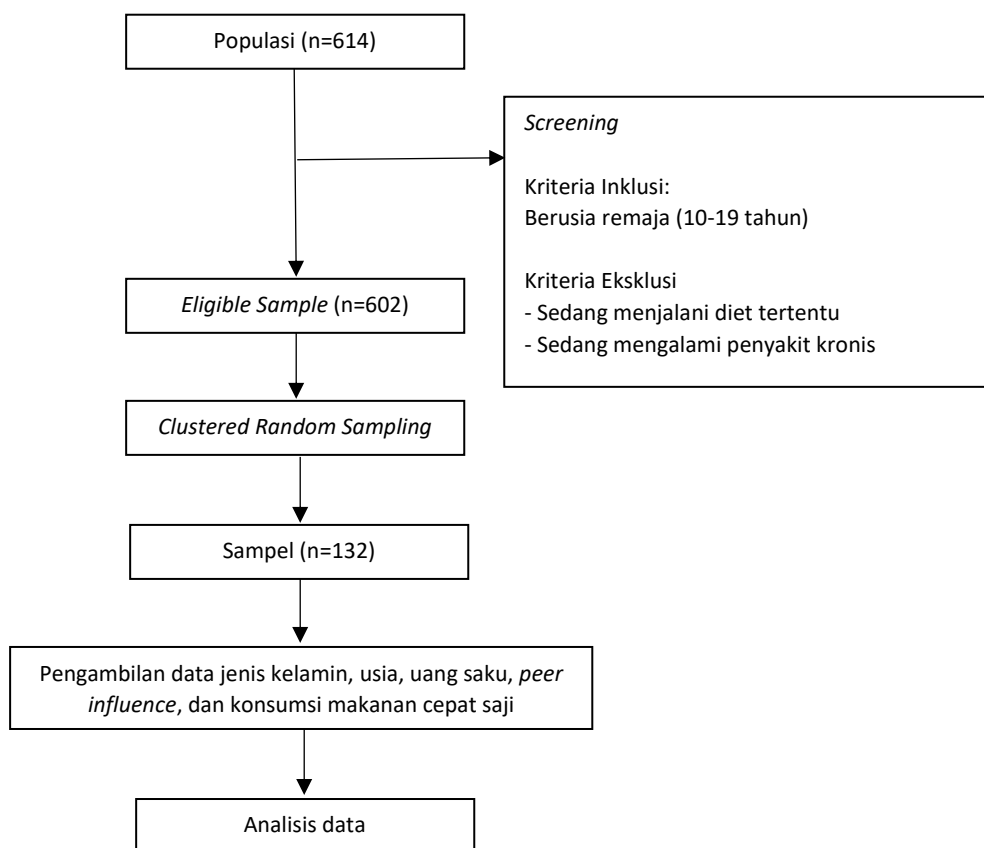 Populasi (n=614)
Screening
Kriteria Inklusi:
Berusia remaja (10-19 tahun)
Kriteria Eksklusi
- Sedang menjalani diet tertentu
- Sedang mengalami penyakit kronis
Eligible Sample (n=602)
Clustered Random Sampling
Sampel (n=132)
Pengambilan data jenis kelamin, usia, uang saku, peer
influence, dan konsumsi makanan cepat saji
Analisis data